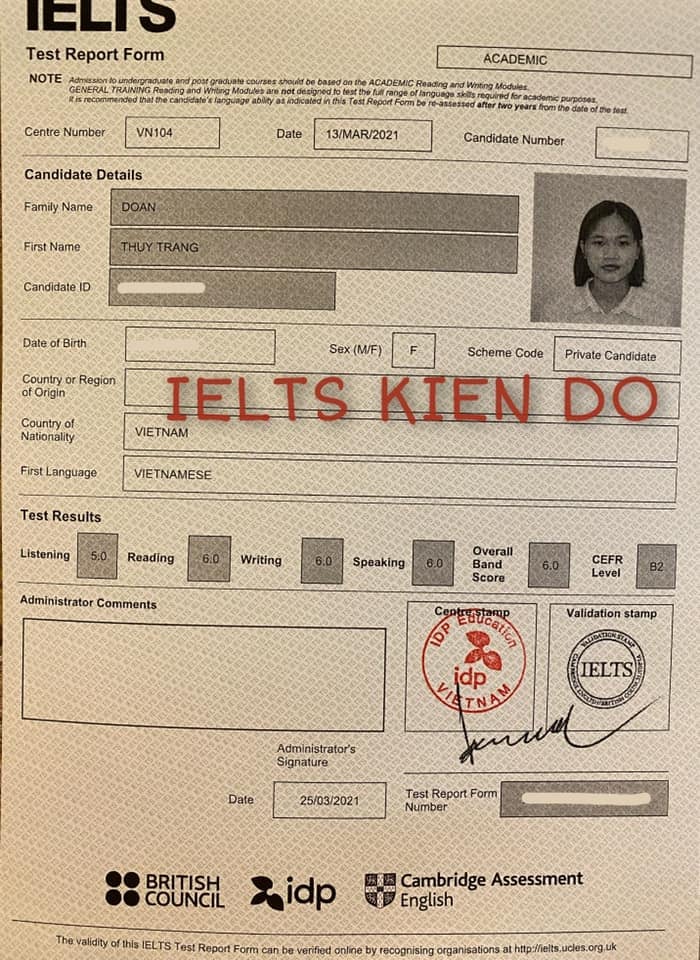 IELTS
Test Report Form
ACADEMIC
NOTE Admission to undergraduate and post graduate courses should be based on the ACADEMIC Reading and Writing Modules.
GENERAL TRAINING Reading and Writing Modules are not designed to test the full range of language skills required for academic purposes.
It is recommended that the candidate's language ability as indicated in this Test Report Form be re-assessed after two years from the date of the test.
Centre Number VN104 Date 13/MAR/2021 Candidate Number
Candidate Details
Family Name DOAN
First Name THUY TRANG
Candidate ID
Date of Birth Sex (M/F) F Scheme Code Private Candidate
Country or Region
of Origin
IELTS KIEN DO
Country of
Nationality VIETNAM
First Language VIETNAMESE
Test Results
Listening 5.0 Reading 6.0 Writing 6.0 Speaking 6.0 Overall Band Score 6.0 CEFR Level B2
Administrator Comments
Centre stamp
Validation stamp
IDP Education
idp
VIETNAM
VALIDATION STAMP
IELTS
Administrator's
Signature
Date 25/03/2021
Test Report Form
Number
BRITISH
COUNCIL
idp
Cambridge Assessment
English
The validity of this IELTS Test Report Form can be verified online by recognising organisations at http://ielts.ucles.org.uk